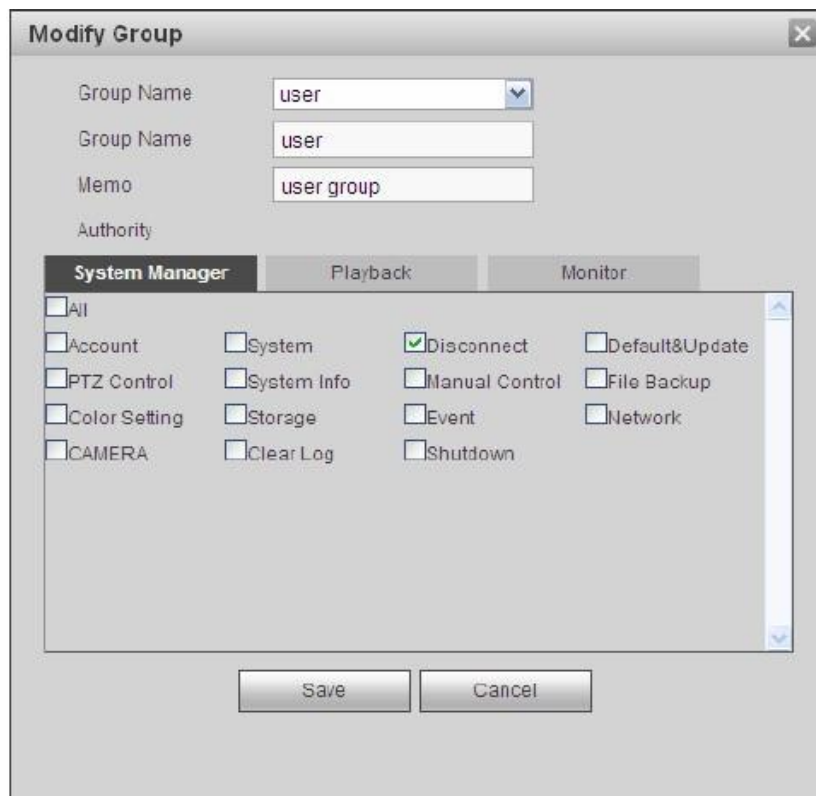 Modify Group
Group Name user
Group Name user
Memo user group
Authority
System Manager Playback Monitor
All
Account System Disconnect Default&Update
PTZ Control System Info Manual Control File Backup
Color Setting Storage Event Network
CAMERA Clear Log Shutdown
Save Cancel